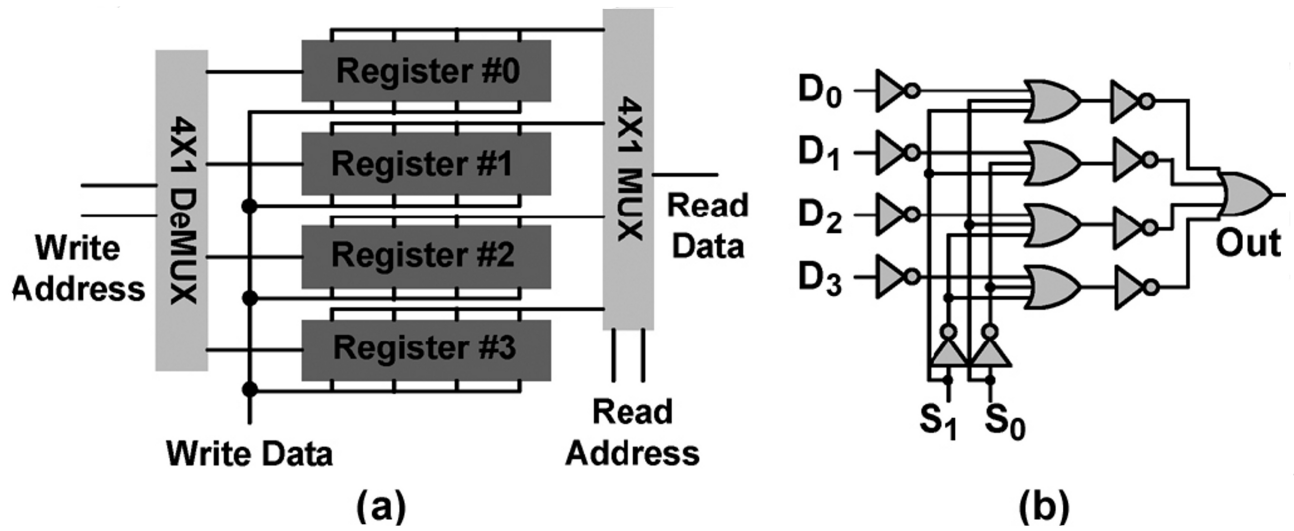 4X1 DeMUX
Register #0
Register #1
Register #2
Register #3
4X1 MUX
Write
Address
Write Data
Read
Data
Read
Address
(a)
D0
D1
D2
D3
S1
S0
Out
(b)